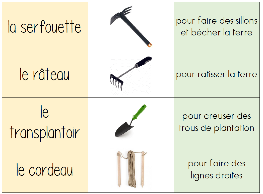 la serfouette
pour faire des sillons
et bêcher la terre
le râteau
pour ratisser la terre
le
transplantoir
pour creuser des
trous de plantation
le cordeau
pour faire des
lignes droites